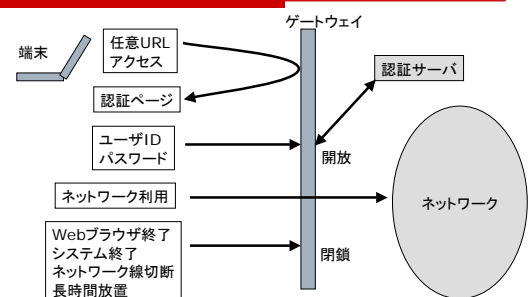 ゲートウェイ
端末
任意URL
アクセス
認証ページ
認証サーバ
ユーザID
パスワード
開放
ネットワーク利用
ネットワーク
Webブラウザ終了
システム終了
ネットワーク線切断
長時間放置
閉鎖